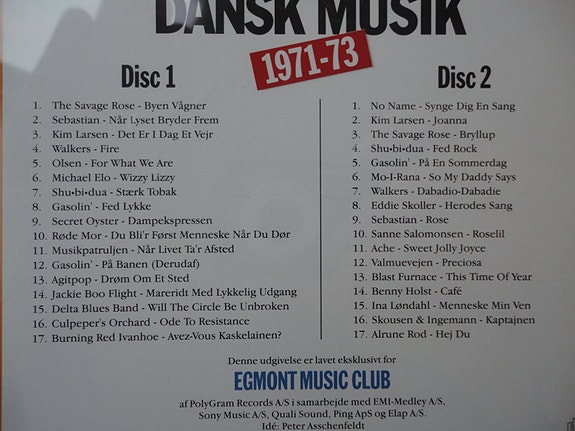 DANSK MUSIK
1971-73
Disc 1
1. The Savage Rose - Byen Vågner
2. Sebastian - Når Lyset Bryder Frem
3. Kim Larsen - Det Er I Dag Et Vejr
4. Walkers - Fire
5. Olsen - For What We Are
6. Michael Elo - Wizzy Lizzy
7. Shu•bi•dua - Stærk Tobak
8. Gasolin' - Fed Lykke
9. Secret Oyster - Dampekspressen
10. Røde Mor - Du Bli'r Først Menneske Når Du Dør
11. Musikpatruljen - Når Livet Ta'r Afsted
12. Gasolin' - På Banen (Derudaf)
13. Agitpop - Drøm Om Et Sted
14. Jackie Boo Flight - Mareridt Med Lykkelig Udgang
15. Delta Blues Band - Will The Circle Be Unbroken
16. Culpeper's Orchard - Ode To Resistance
17. Burning Red Ivanhoe - Avez-Vous Kaskelainen?
Disc 2
1. No Name - Synge Dig En Sang
2. Kim Larsen - Joanna
3. The Savage Rose - Bryllup
4. Shu•bi•dua - Fed Rock
5. Gasolin' - På En Sommerdag
6. Mo-I-Rana - So My Daddy Says
7. Walkers - Dabadio-Dabadie
8. Eddie Skoller - Herodes Sang
9. Sebastian - Rose
10. Sanne Salomonsen - Roselil
11. Ache - Sweet Jolly Joyce
12. Valmuevejen - Preciosa
13. Blast Furnace - This Time Of Year
14. Benny Holst - Café
15. Ina Løndahl - Menneske Min Ven
16. Skousen & Ingemann - Kaptajnen
17. Alrune Rod - Hej Du
Denne udgivelse er lavet eksklusivt for
EGMONT MUSIC CLUB
af PolyGram Records A/S i samarbejde med EMI-Medley A/S,
Sony Music A/S, Quali Sound, Ping ApS og Elap A/S.
Idé: Peter Asschenfeldt